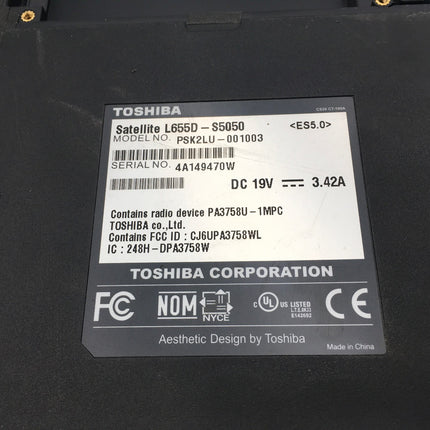 TOSHIBA
Satellite L655D-S5050 <ES5.0>
MODEL NO. PSK2LU-001003
SERIAL NO. 4A149470W
DC 19V 3.42A
Contains radio device PA3758U-1MPC
TOSHIBA co.,Ltd.
Contains FCC ID : CJ6UPA3758WL
IC : 248H-DPA3758W
TOSHIBA CORPORATION
FC NOM NYCE C UL US LISTED CE
Aesthetic Design by Toshiba
Made in China